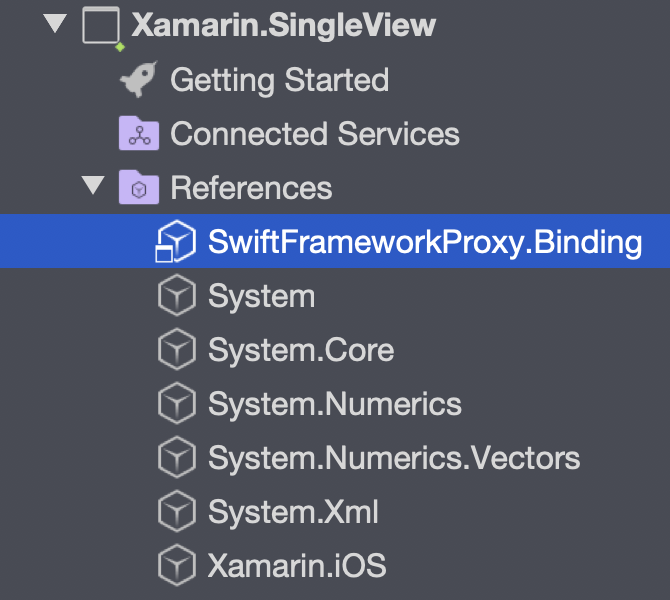 Xamarin.SingleView
Getting Started
Connected Services
References
SwiftFrameworkProxy.Binding
System
System.Core
System.Numerics
System.Numerics.Vectors
System.Xml
Xamarin.iOS